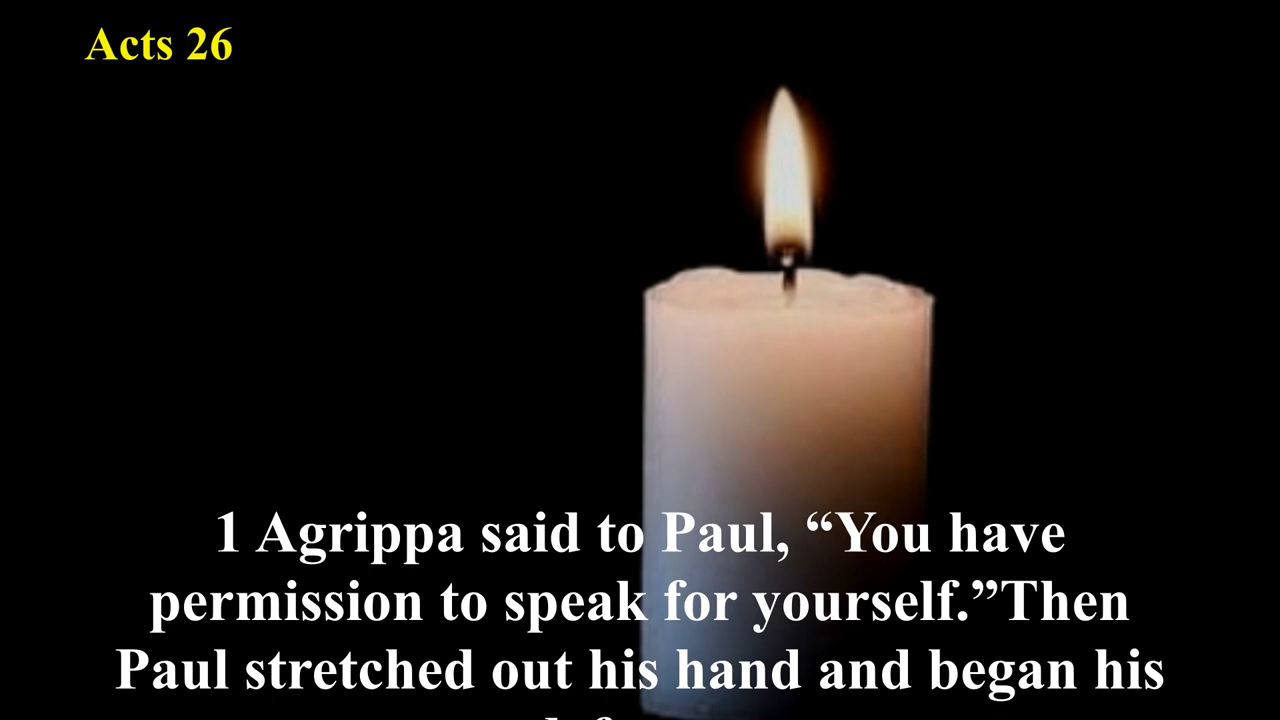 Acts 26
1 Agrippa said to Paul, “You have
permission to speak for yourself.”Then
Paul stretched out his hand and began his